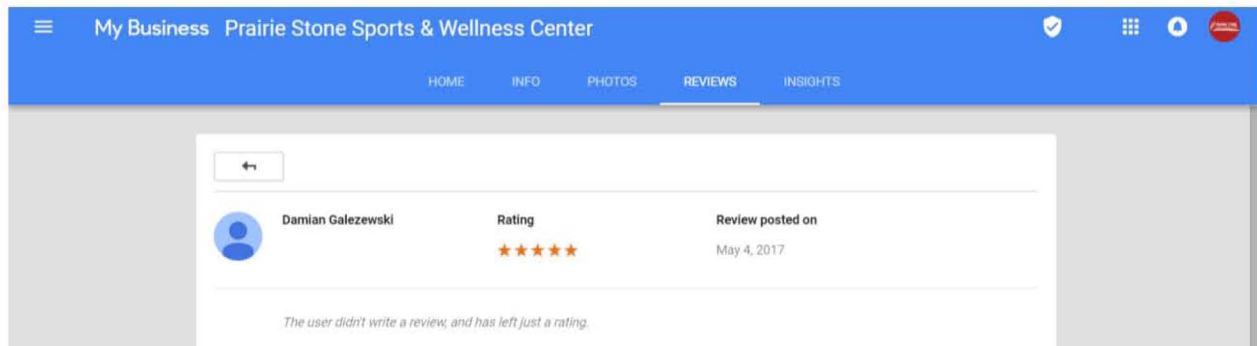 My Business Prairie Stone Sports & Wellness Center
HOME INFO PHOTOS REVIEWS INSIGHTS
Damian Galezewski Rating Review posted on
May 4, 2017
The user didn't write a review, and has left just a rating.